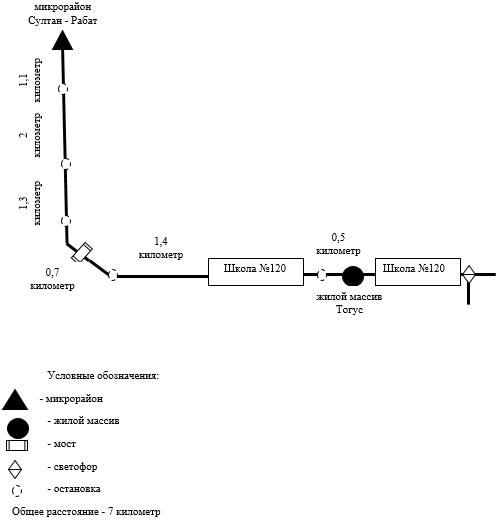 микрорайон
Султан - Рабат
1,1
километр
2
километр
1,3
километр
0,7
километр
1,4
километр
Школа №120
0,5
километр
жилой массив
Тогус
Школа №120
Условные обозначения:
- микрорайон
- жилой массив
- мост
- светофор
- остановка
Общее расстояние - 7 километр